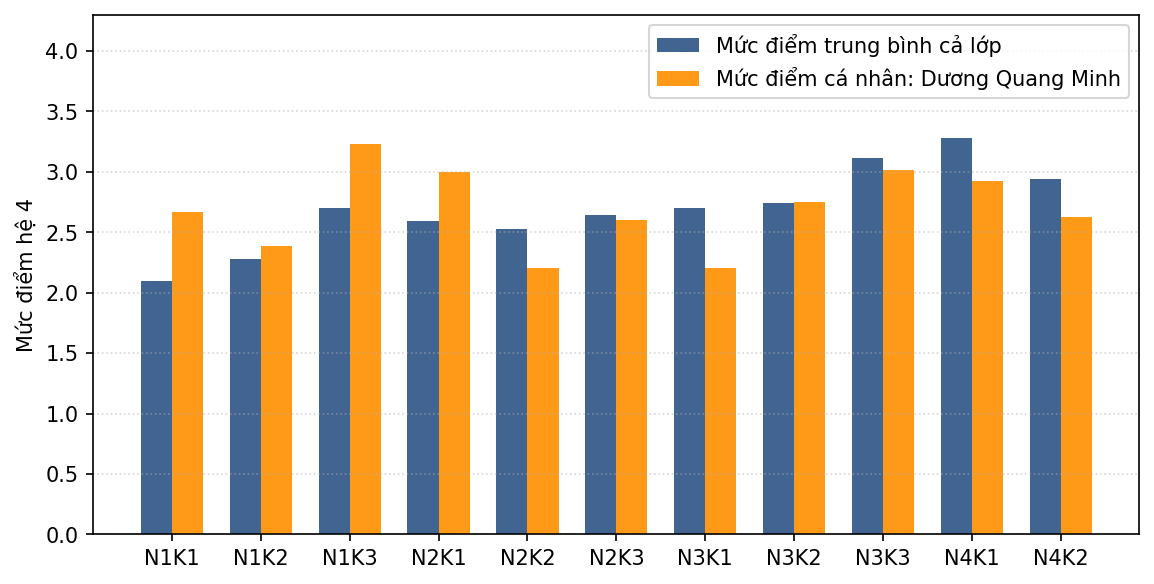 Mức điểm trung bình cả lớp
Mức điểm cá nhân: Dương Quang Minh
Mức điểm hệ 4
4.0
3.5
3.0
2.5
2.0
1.5
1.0
0.5
0.0
N1K1 N1K2 N1K3 N2K1 N2K2 N2K3 N3K1 N3K2 N3K3 N4K1 N4K2